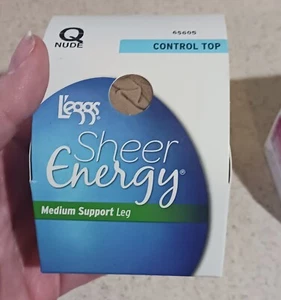 Q
NUDE
65605
CONTROL TOP
L'eggs
Sheer
Energy®
Medium Support Leg